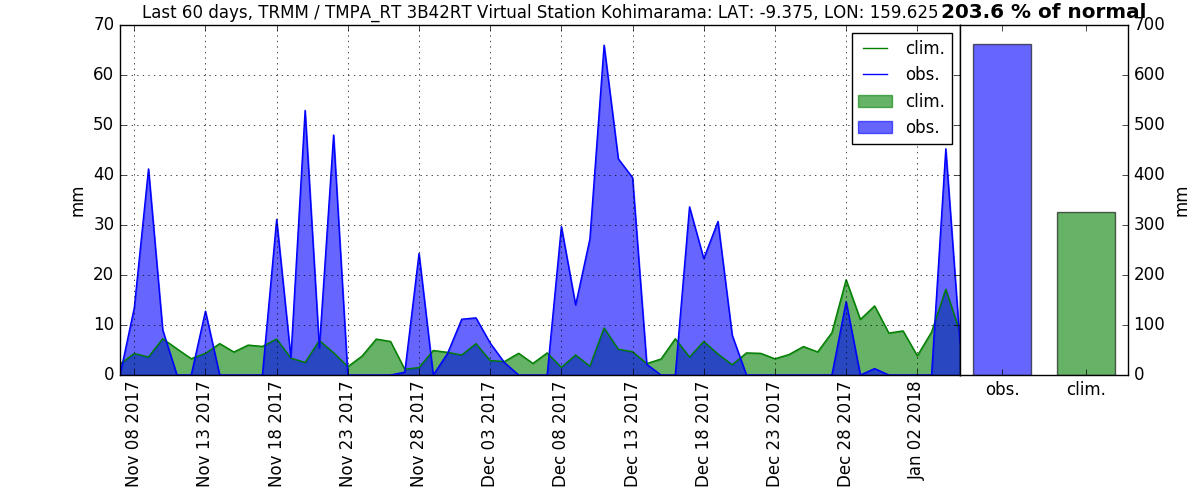 Last 60 days, TRMM / TMPA_RT 3B42RT Virtual Station Kohimarama: LAT: -9.375, LON: 159.625
203.6 % of normal
70
60
50
40
30
20
10
0
mm
clim.
obs.
clim.
obs.
700
600
500
400
300
200
100
0
mm
Nov 08 2017
Nov 13 2017
Nov 18 2017
Nov 23 2017
Nov 28 2017
Dec 03 2017
Dec 08 2017
Dec 13 2017
Dec 18 2017
Dec 23 2017
Dec 28 2017
Jan 02 2018
obs.
clim.